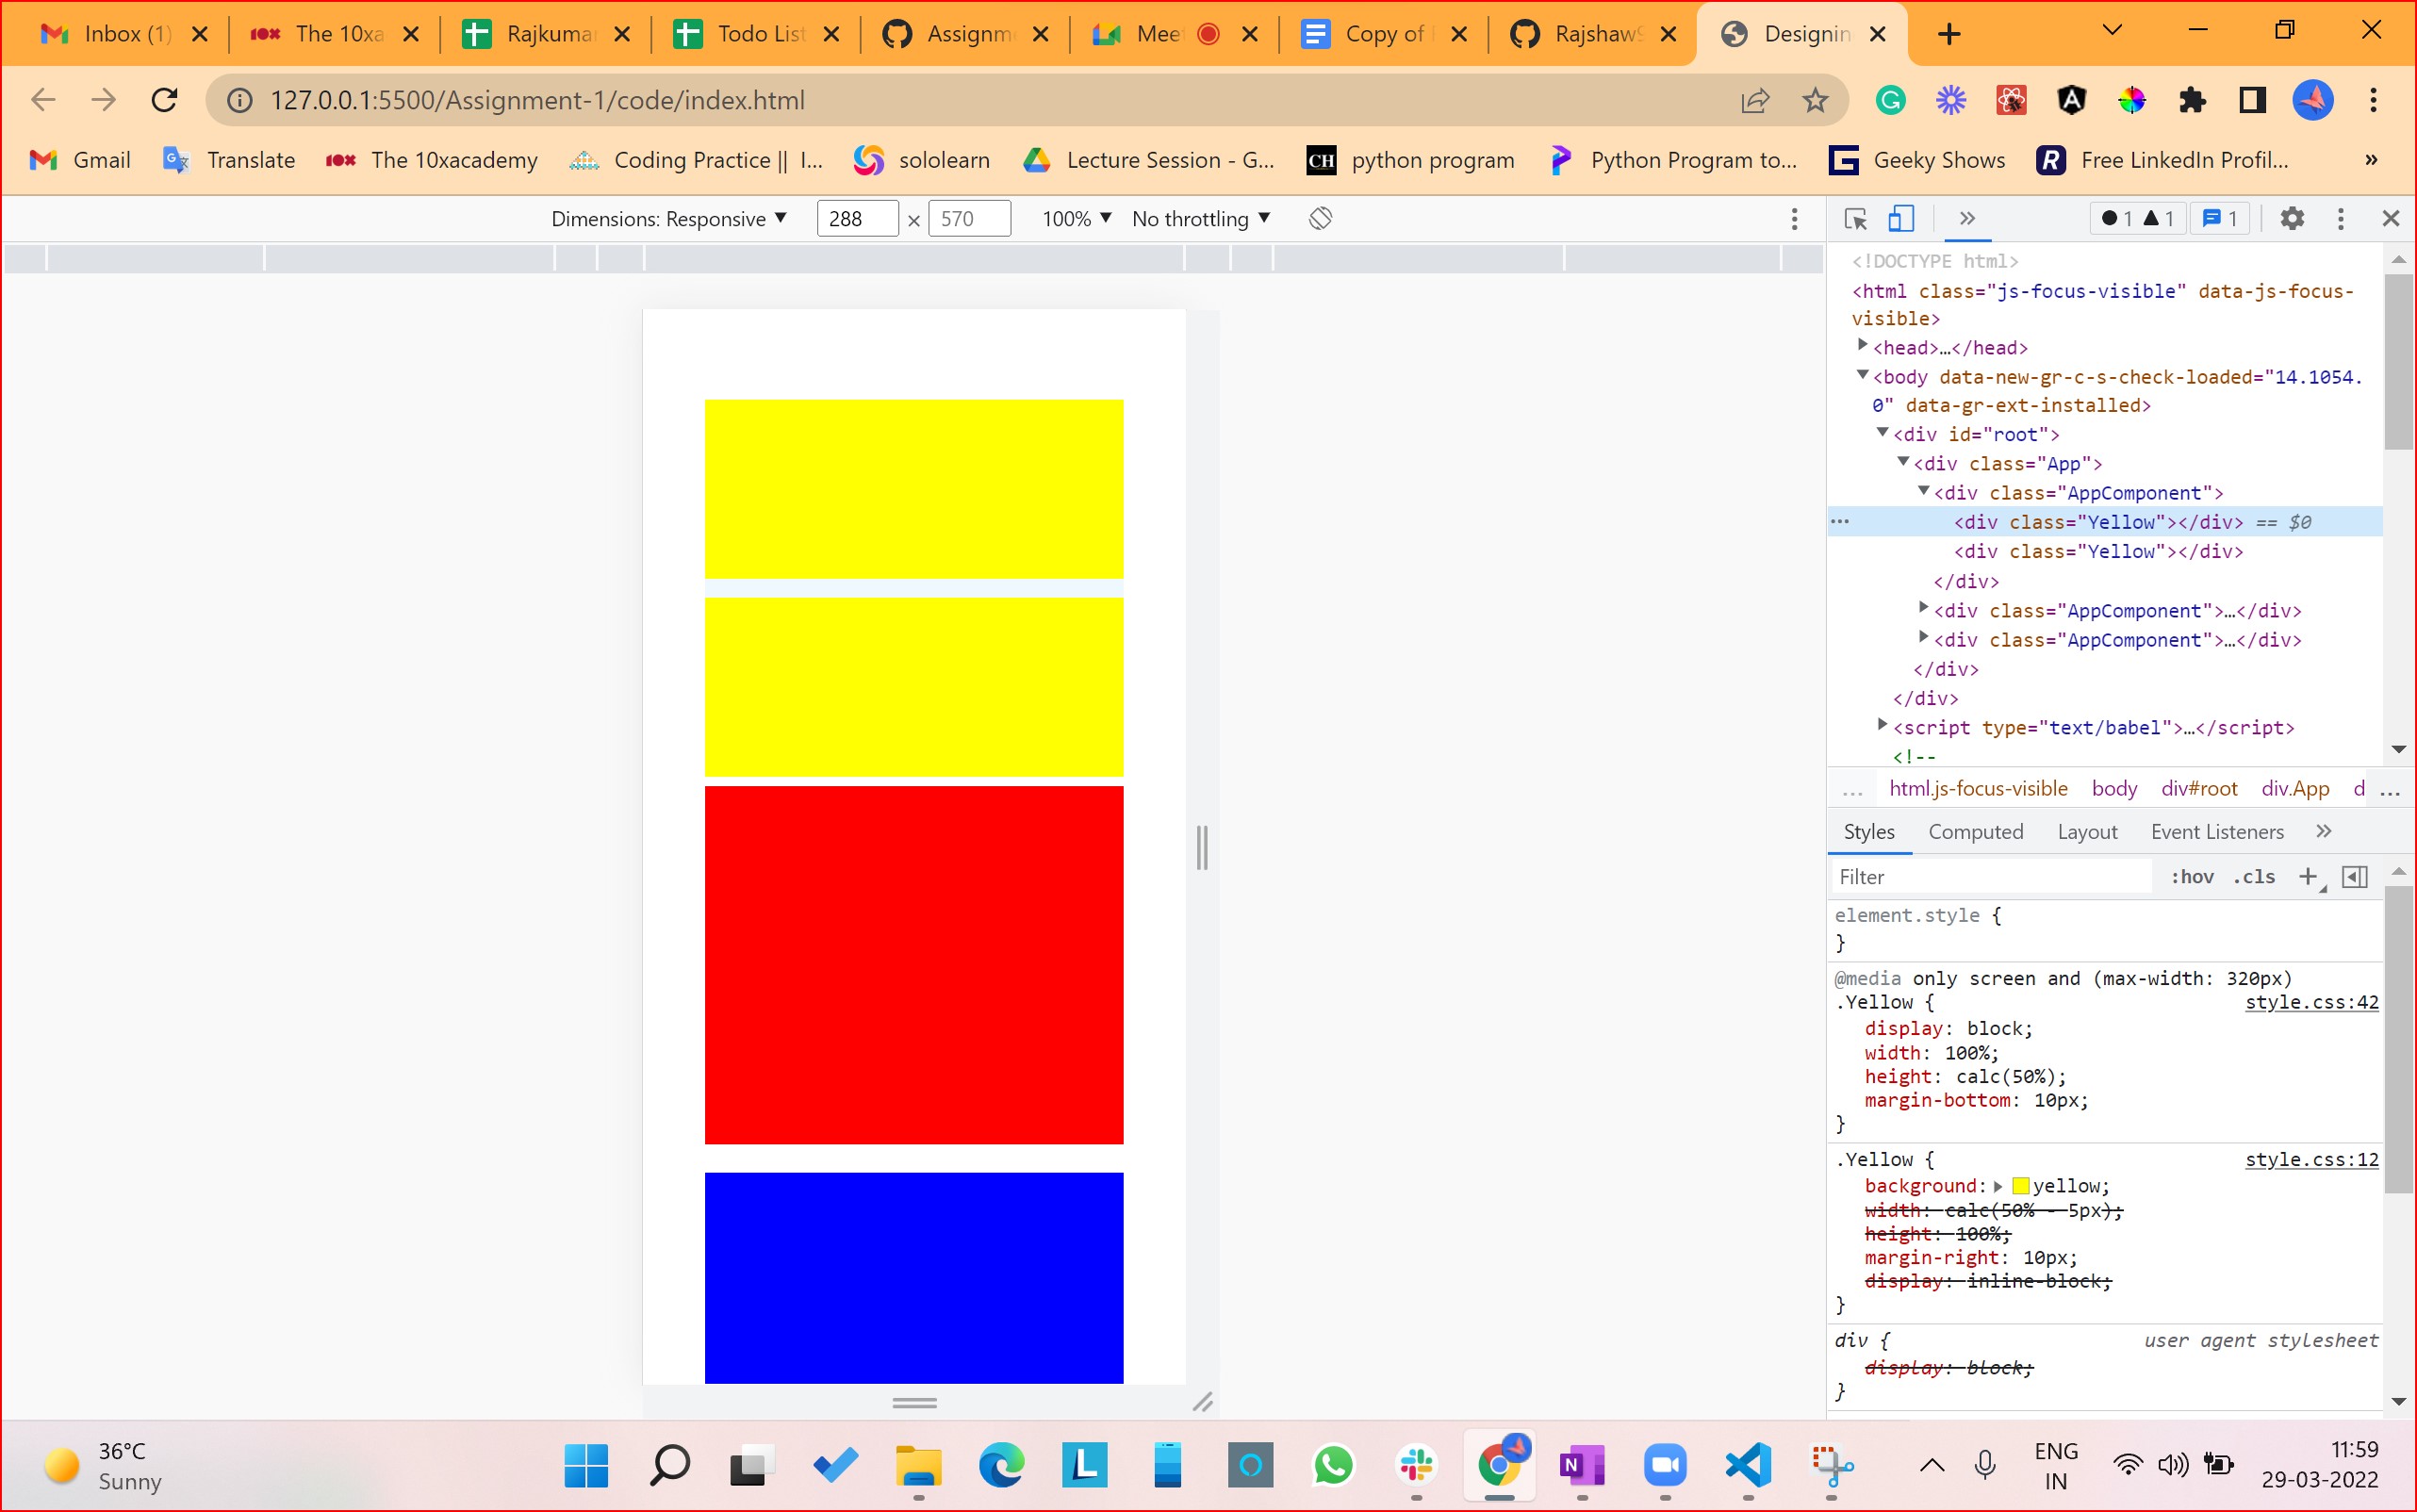 Inbox (1)
The 10xa
Rajkumar
Todo List
Assignm
Meet
Copy of
Rajshaw9
Designin
127.0.0.1:5500/Assignment-1/code/index.html
Gmail
Translate
The 10xacademy
Coding Practice || I...
sololearn
Lecture Session - G...
python program
Python Program to...
Geeky Shows
Free LinkedIn Profil...
»
Dimensions: Responsive
288 × 570
100%
No throttling
1 1 1
<!DOCTYPE html>
<html class="js-focus-visible" data-js-focus-
visible>
<head>…</head>
<body data-new-gr-c-s-check-loaded="14.1054.
0" data-gr-ext-installed>
<div id="root">
<div class="App">
<div class="AppComponent">
<div class="Yellow"></div> == $0
<div class="Yellow"></div>
</div>
<div class="AppComponent">…</div>
<div class="AppComponent">…</div>
</div>
</div>
<script type="text/babel">…</script>
<!--
... html.js-focus-visible body div#root div.App d ...
Styles Computed Layout Event Listeners »
Filter :hov .cls +
element.style {
}
@media only screen and (max-width: 320px)
.Yellow { style.css:42
display: block;
width: 100%;
height: calc(50%);
margin-bottom: 10px;
}
.Yellow { style.css:12
background: yellow;
width: calc(50% - 5px);
height: 100%;
margin-right: 10px;
display: inline-block;
}
div { user agent stylesheet
display: block;
}
36°C
Sunny
ENG
IN
11:59
29-03-2022